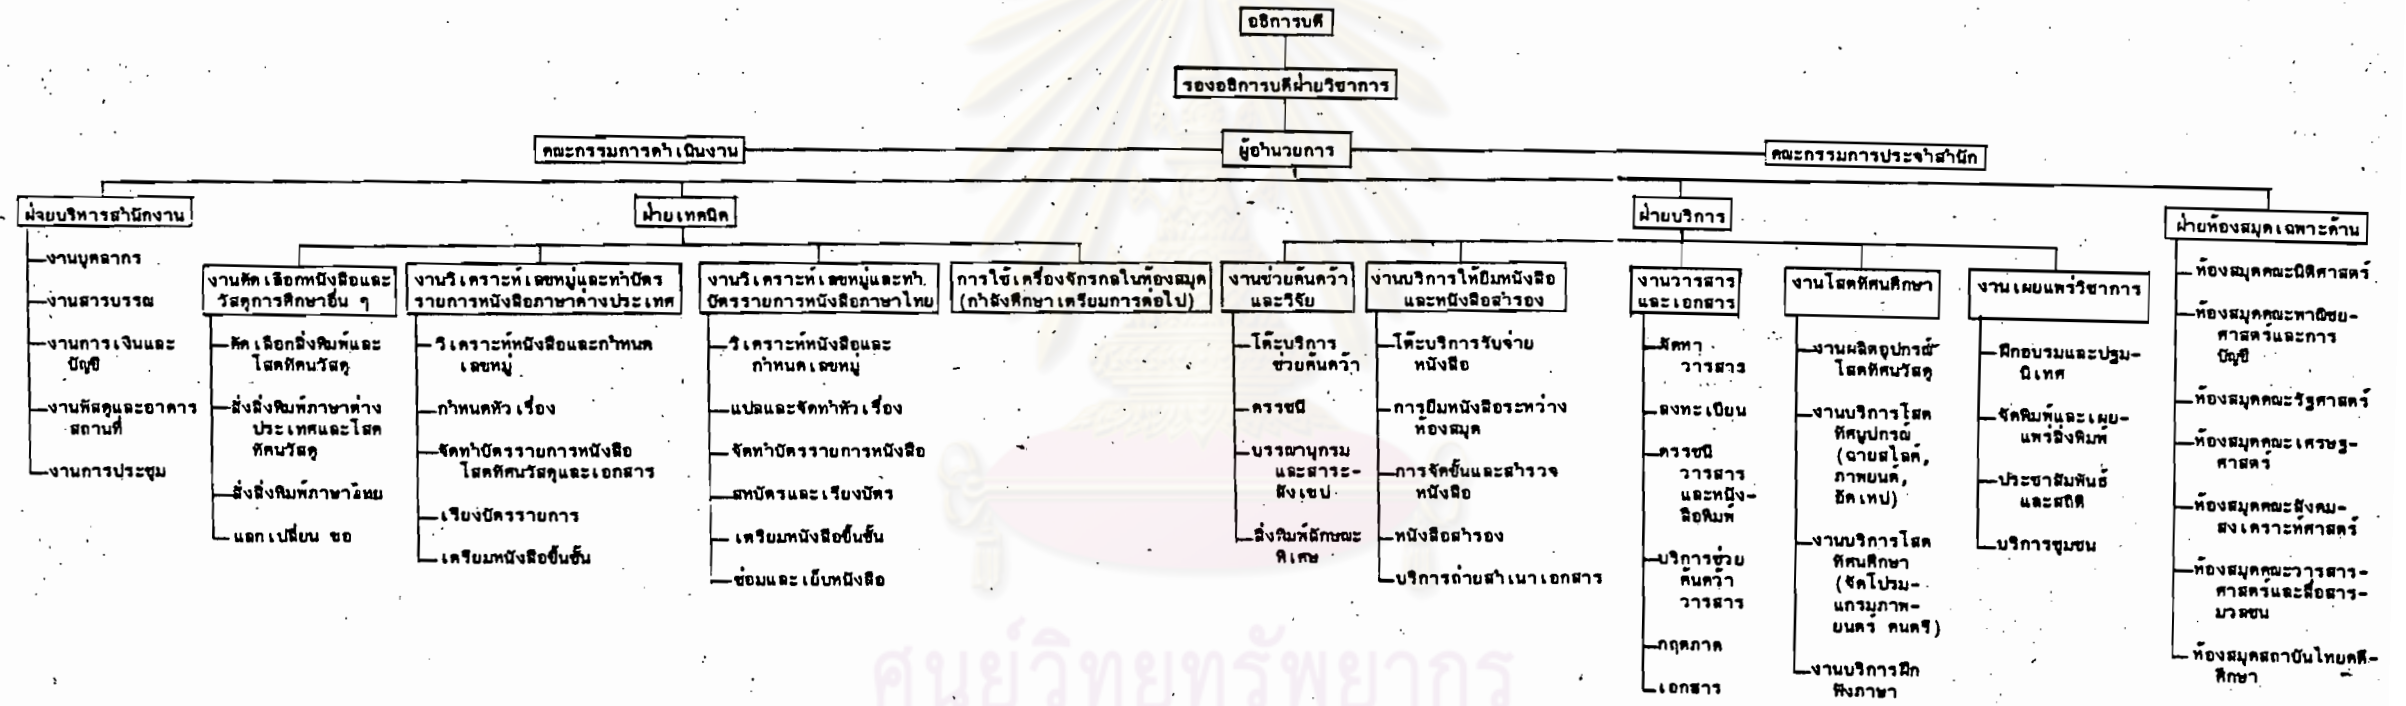 อธิการบดี
รองอธิการบดีฝ่ายวิชาการ
คณะกรรมการดำเนินงาน
ผู้อำนวยการ
คณะกรรมการประจำสำนัก
ฝ่ายบริหารสำนักงาน
งานบุคลากร
งานสารบรรณ
งานการเงินและ
บัญชี
งานพัสดุและอาคาร
สถานที่
งานการประชุม
ฝ่ายเทคนิค
งานคัดเลือกหนังสือและ
วัสดุการศึกษาอื่น ๆ
คัดเลือกสิ่งพิมพ์และ
โสตทัศนวัสดุ
สั่งสิ่งพิมพ์ภาษาต่าง
ประเทศและโสต
ทัศนวัสดุ
สั่งสิ่งพิมพ์ภาษาไทย
แลกเปลี่ยน ขอ
งานวิเคราะห์เลขหมู่และทำบัตร
รายการหนังสือภาษาต่างประเทศ
วิเคราะห์หนังสือและกำหนด
เลขหมู่
กำหนดหัวเรื่อง
จัดทำบัตรรายการหนังสือ
โสตทัศนวัสดุและเอกสาร
เรียงบัตรรายการ
เตรียมหนังสือขึ้นชั้น
งานวิเคราะห์เลขหมู่และทำ
บัตรรายการหนังสือภาษาไทย
วิเคราะห์หนังสือและ
กำหนดเลขหมู่
แปลและจัดทำหัวเรื่อง
จัดทำบัตรรายการหนังสือ
สหบัตรและเรียงบัตร
เตรียมหนังสือขึ้นชั้น
ซ่อมและเย็บหนังสือ
การใช้เครื่องจักรกลในห้องสมุด
(กำลังศึกษาเตรียมการต่อไป)
ฝ่ายบริการ
งานช่วยค้นคว้า
และวิจัย
โต๊ะบริการ
ช่วยค้นคว้า
ดรรชนี
บรรณานุกรม
และสาระ-
สังเขป
สิ่งพิมพ์ลักษณะ
พิเศษ
งานบริการให้ยืมหนังสือ
และหนังสือสำรอง
โต๊ะบริการรับจ่าย
หนังสือ
การยืมหนังสือระหว่าง
ห้องสมุด
การจัดชั้นและสำรวจ
หนังสือ
หนังสือสำรอง
บริการถ่ายสำเนาเอกสาร
งานวารสาร
และเอกสาร
จัดหา
วารสาร
ลงทะเบียน
ดรรชนี
วารสาร
และหนัง-
สือพิมพ์
บริการช่วย
ค้นคว้า
วารสาร
กฤตภาค
เอกสาร
งานโสตทัศนศึกษา
งานผลิตอุปกรณ์
โสตทัศนวัสดุ
งานบริการโสต
ทัศนูปกรณ์
(ฉายสไลด์,
ภาพยนต์,
อัดเทป)
งานบริการโสต
ทัศนศึกษา
(จัดโปรม-
แกรมภาพ-
ยนตร์ ดนตรี)
งานบริการฝึก
ฟังภาษา
งานเผยแพร่วิชาการ
ฝึกอบรมและปฐม-
นิเทศ
จัดพิมพ์และเผย-
แพร่สิ่งพิมพ์
ประชาสัมพันธ์
และสถิติ
บริการชุมชน
ฝ่ายห้องสมุดเฉพาะด้าน
ห้องสมุดคณะนิติศาสตร์
ห้องสมุดคณะพาณิชย-
ศาสตร์และการ
บัญชี
ห้องสมุดคณะรัฐศาสตร์
ห้องสมุดคณะเศรษฐ-
ศาสตร์
ห้องสมุดคณะสังคม-
สงเคราะห์ศาสตร์
ห้องสมุดคณะวารสาร-
ศาสตร์และสื่อสาร-
มวลชน
ห้องสมุดสถาบันไทยคดี-
ศึกษา
ศูนย์วิทยทรัพยากร